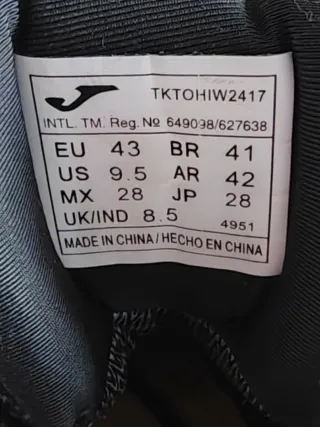 TKTOHIW2417
INTL. TM. Reg. Nº 649098/627638
EU 43 BR 41
US 9.5 AR 42
MX 28 JP 28
UK/IND 8.5 4951
MADE IN CHINA/HECHO EN CHINA